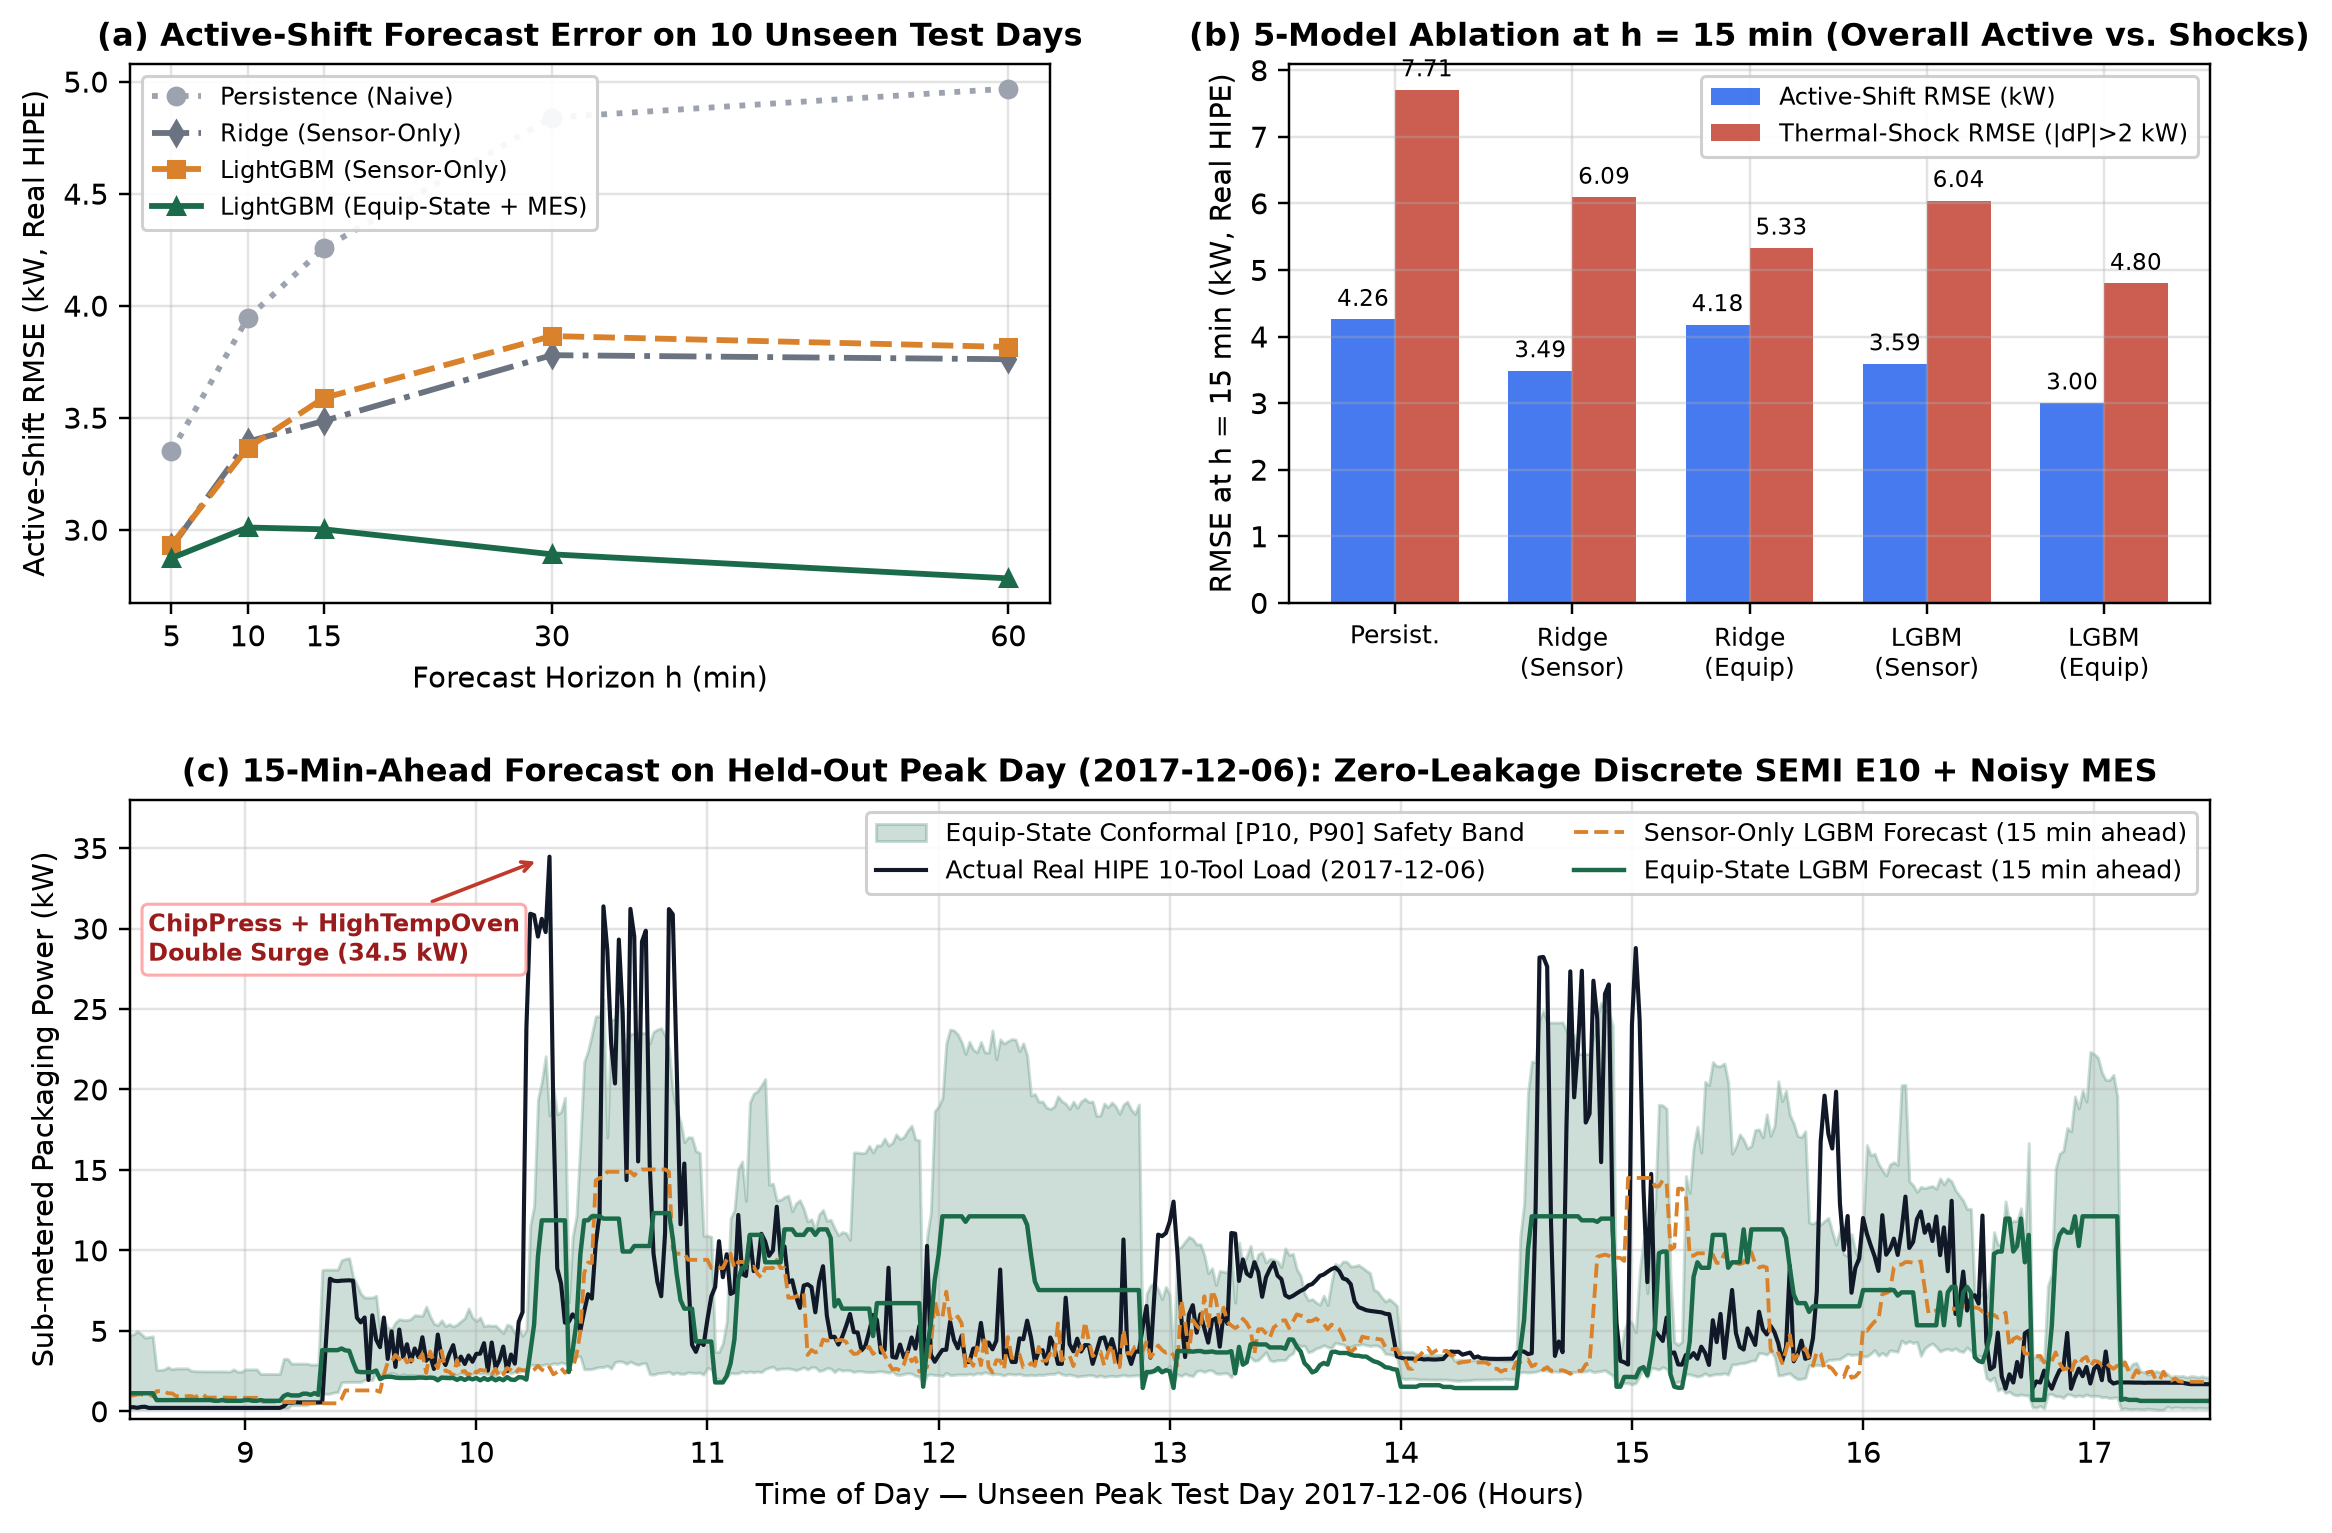 (a) Active-Shift Forecast Error on 10 Unseen Test Days
Active-Shift RMSE (kW, Real HIPE)
5.0
4.5
4.0
3.5
3.0
Persistence (Naive)
Ridge (Sensor-Only)
LightGBM (Sensor-Only)
LightGBM (Equip-State + MES)
5 10 15 30 60
Forecast Horizon h (min)
(b) 5-Model Ablation at h = 15 min (Overall Active vs. Shocks)
RMSE at h = 15 min (kW, Real HIPE)
8
7
6
5
4
3
2
1
0
Active-Shift RMSE (kW)
Thermal-Shock RMSE (|dP|>2 kW)
4.26 7.71
3.49 6.09
4.18 5.33
3.59 6.04
3.00 4.80
Persist.
Ridge
(Sensor)
Ridge
(Equip)
LGBM
(Sensor)
LGBM
(Equip)
(c) 15-Min-Ahead Forecast on Held-Out Peak Day (2017-12-06): Zero-Leakage Discrete SEMI E10 + Noisy MES
Sub-metered Packaging Power (kW)
35
30
25
20
15
10
5
0
Equip-State Conformal [P10, P90] Safety Band
Actual Real HIPE 10-Tool Load (2017-12-06)
Sensor-Only LGBM Forecast (15 min ahead)
Equip-State LGBM Forecast (15 min ahead)
ChipPress + HighTempOven
Double Surge (34.5 kW)
9 10 11 12 13 14 15 16 17
Time of Day — Unseen Peak Test Day 2017-12-06 (Hours)